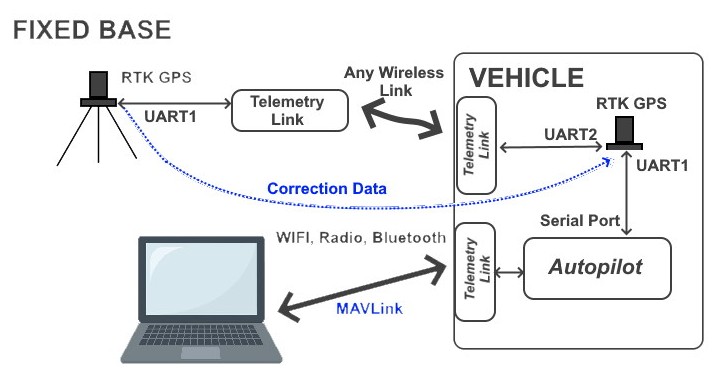 FIXED BASE
RTK GPS
UART1
Telemetry
Link
Any Wireless
Link
VEHICLE
RTK GPS
Telemetry
Link
UART2
UART1
Correction Data
Serial Port
WIFI, Radio, Bluetooth
MAVLink
Telemetry
Link
Autopilot